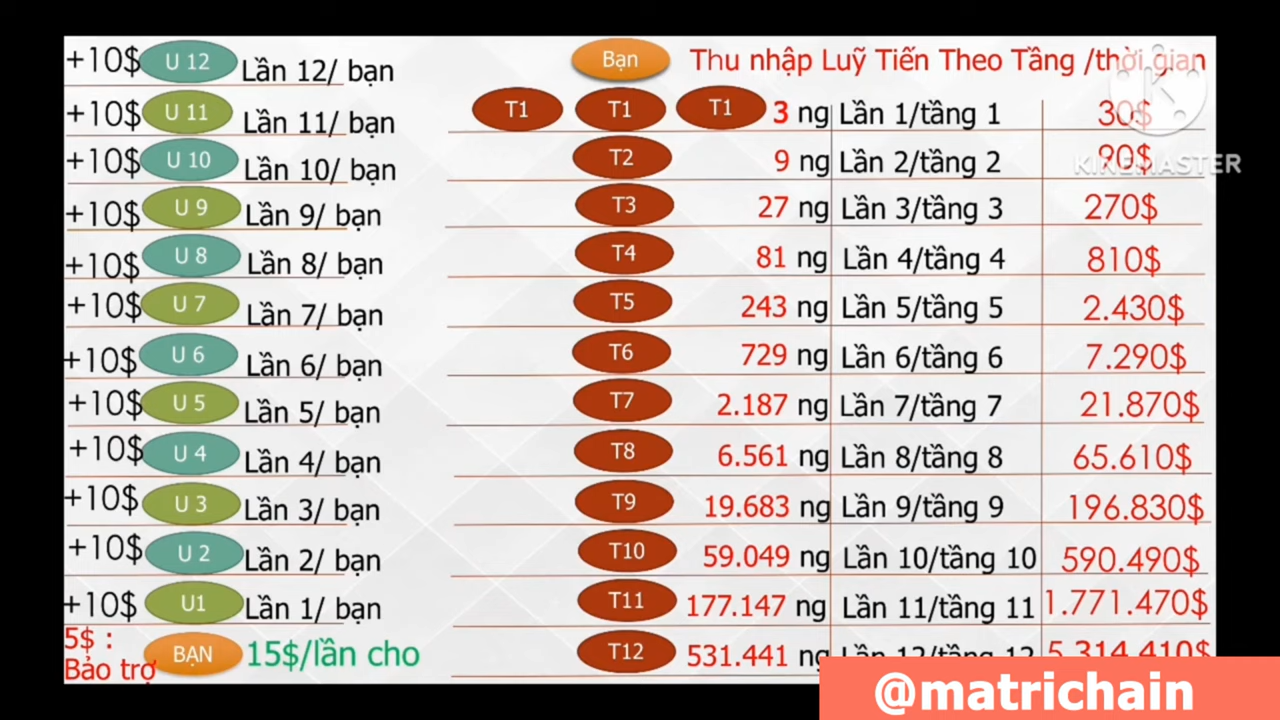 +10$ U 12 Lần 12/ bạn
+10$ U 11 Lần 11/ bạn
+10$ U 10 Lần 10/ bạn
+10$ U 9 Lần 9/ bạn
+10$ U 8 Lần 8/ bạn
+10$ U 7 Lần 7/ bạn
+10$ U 6 Lần 6/ bạn
+10$ U 5 Lần 5/ bạn
+10$ U 4 Lần 4/ bạn
+10$ U 3 Lần 3/ bạn
+10$ U 2 Lần 2/ bạn
+10$ U1 Lần 1/ bạn
5$ :
Bảo trợ
BẠN 15$/lần cho
Bạn Thu nhập Luỹ Tiến Theo Tầng /thời gian
T1 T1 T1 3 ng Lần 1/tầng 1 30$
T2 9 ng Lần 2/tầng 2 90$
KINEMASTER
T3 27 ng Lần 3/tầng 3 270$
T4 81 ng Lần 4/tầng 4 810$
T5 243 ng Lần 5/tầng 5 2.430$
T6 729 ng Lần 6/tầng 6 7.290$
T7 2.187 ng Lần 7/tầng 7 21.870$
T8 6.561 ng Lần 8/tầng 8 65.610$
T9 19.683 ng Lần 9/tầng 9 196.830$
T10 59.049 ng Lần 10/tầng 10 590.490$
T11 177.147 ng Lần 11/tầng 11 1.771.470$
T12 531.441 ng Lần 12/tầng 12 5.314.410$
@matrichain